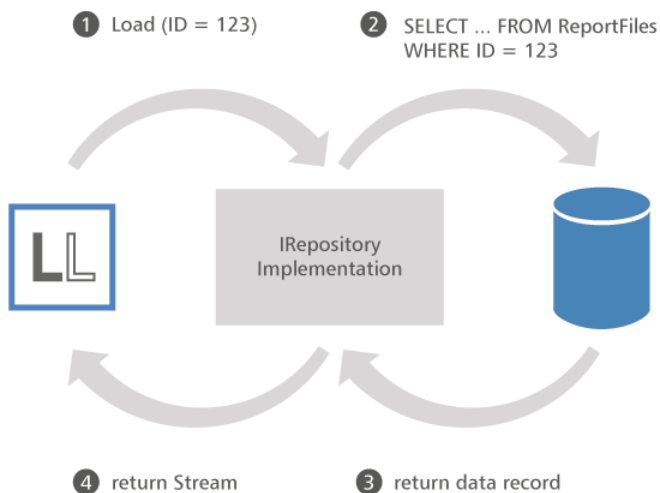 1 Load (ID = 123)
2 SELECT ... FROM ReportFiles
WHERE ID = 123
LL
IRepository
Implementation
4 return Stream
3 return data record